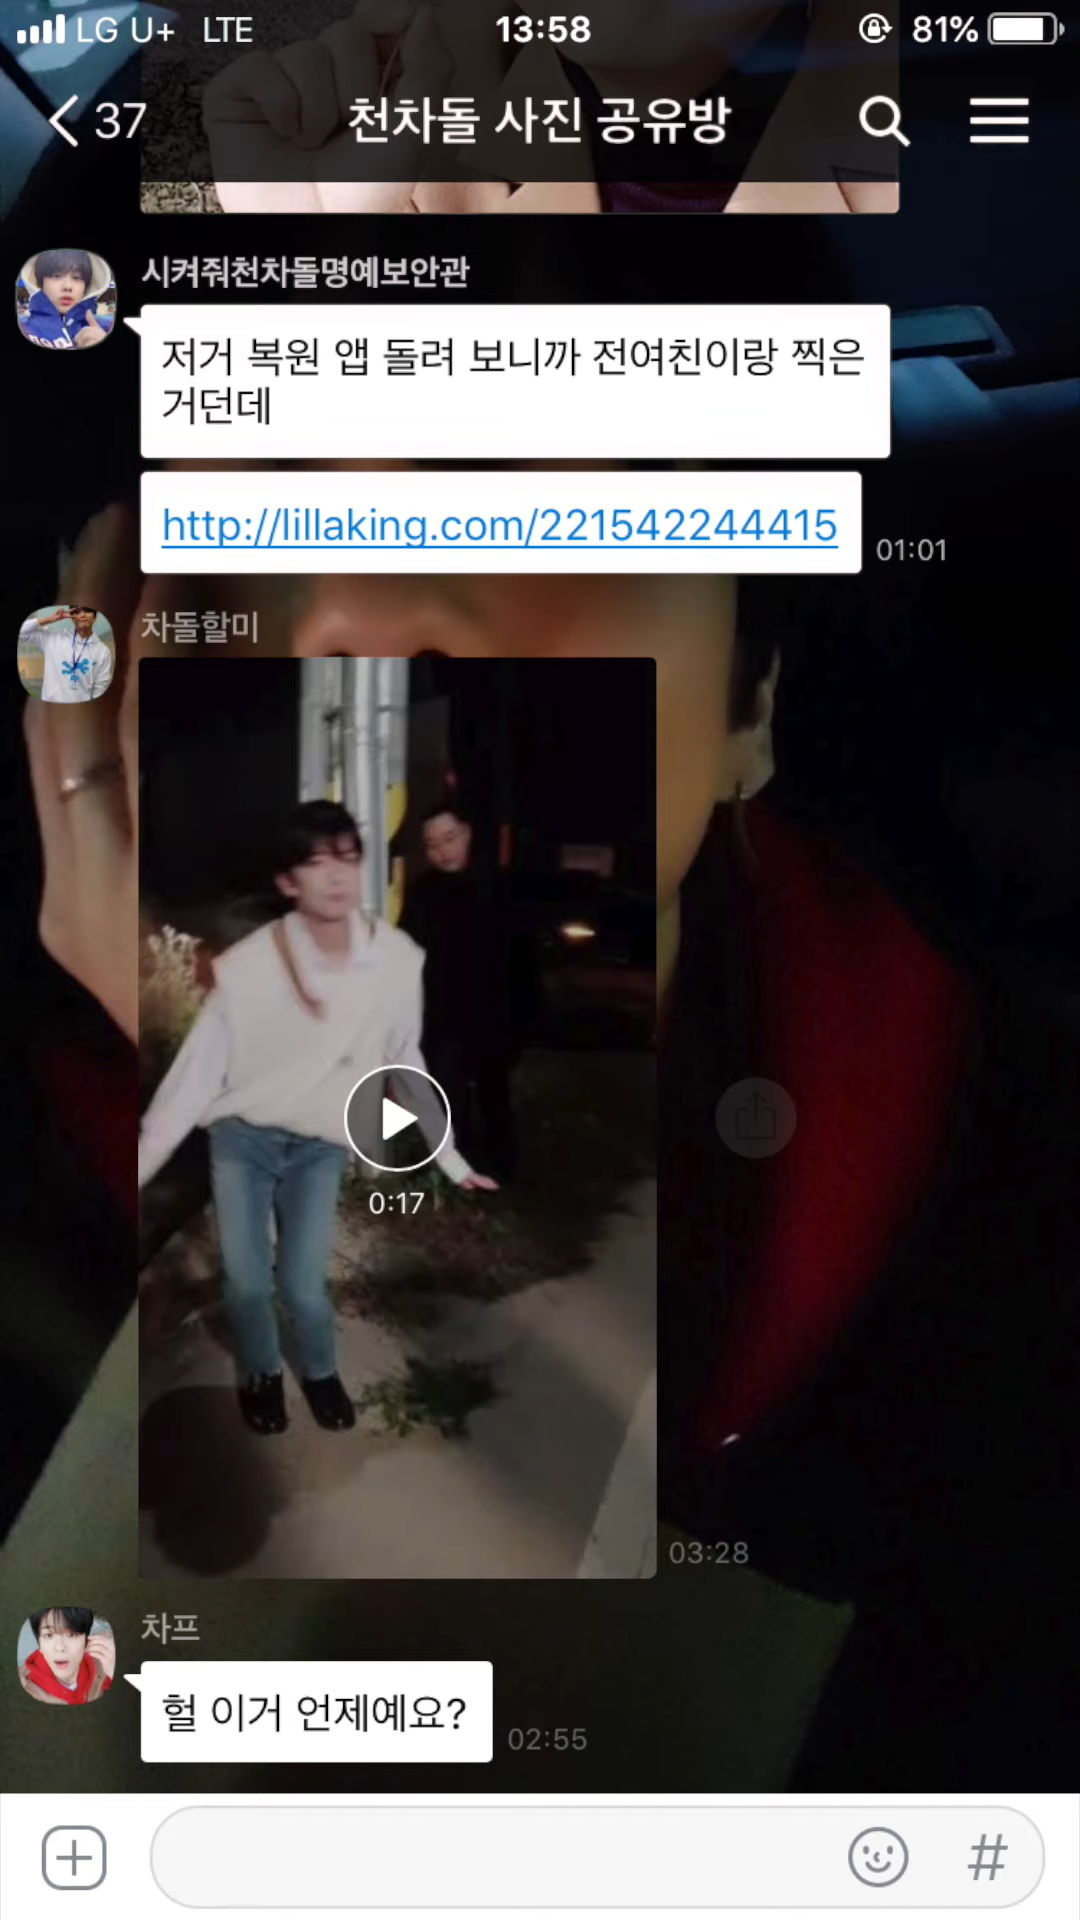 LG U+ LTE 13:58 81%
37 천차돌 사진 공유방
시켜줘천차돌명예보안관
저거 복원 앱 돌려 보니까 전여친이랑 찍은
거던데
http://lillaking.com/221542244415
01:01
차돌할미
0:17
03:28
차프
헐 이거 언제예요?
02:55
#